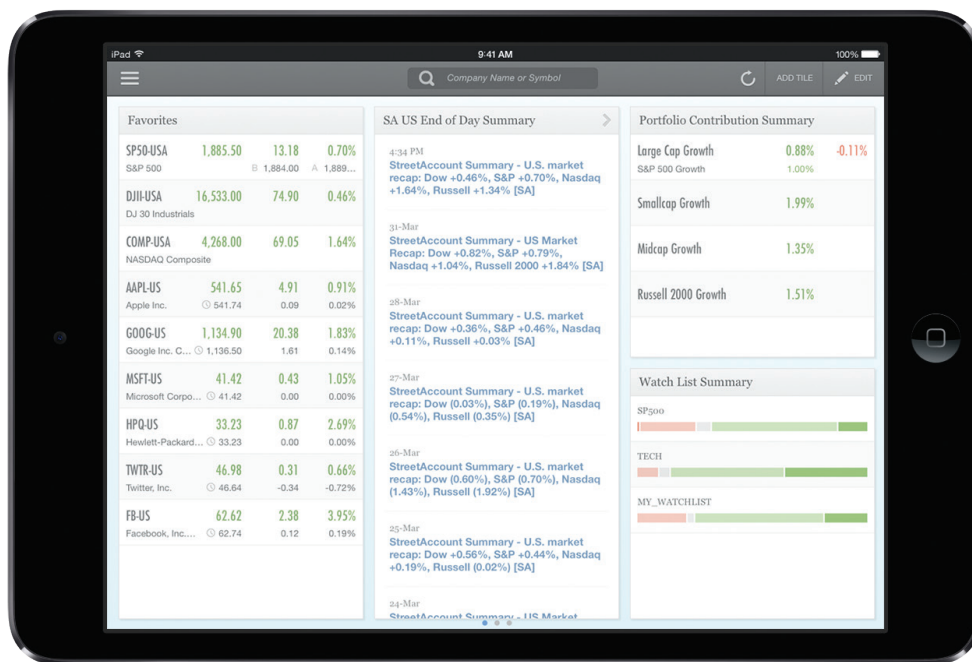 iPad
9:41 AM
100%
Company Name or Symbol
ADD TILE
EDIT
Favorites
SP50-USA 1,885.50 13.18 0.70%
S&P 500 B 1,884.00 A 1,889...
DJII-USA 16,533.00 74.90 0.46%
DJ 30 Industrials
COMP-USA 4,268.00 69.05 1.64%
NASDAQ Composite
AAPL-US 541.65 4.91 0.91%
Apple Inc. 541.74 0.09 0.02%
GOOG-US 1,134.90 20.38 1.83%
Google Inc. C... 1,136.50 1.61 0.14%
MSFT-US 41.42 0.43 1.05%
Microsoft Corpo... 41.42 0.00 0.00%
HPQ-US 33.23 0.87 2.69%
Hewlett-Packard... 33.23 0.00 0.00%
TWTR-US 46.98 0.31 0.66%
Twitter, Inc. 46.64 -0.34 -0.72%
FB-US 62.62 2.38 3.95%
Facebook, Inc.... 62.74 0.12 0.19%
SA US End of Day Summary
4:34 PM
StreetAccount Summary - U.S. market
recap: Dow +0.46%, S&P +0.70%, Nasdaq
+1.64%, Russell +1.34% [SA]
31-Mar
StreetAccount Summary - US Market
Recap: Dow +0.82%, S&P +0.79%,
Nasdaq +1.04%, Russell 2000 +1.84% [SA]
28-Mar
StreetAccount Summary - U.S. market
recap: Dow +0.36%, S&P +0.46%, Nasdaq
+0.11%, Russell +0.03% [SA]
27-Mar
StreetAccount Summary - U.S. market
recap: Dow (0.03%), S&P (0.19%), Nasdaq
(0.54%), Russell (0.35%) [SA]
26-Mar
StreetAccount Summary - U.S. market
recap: Dow (0.60%), S&P (0.70%), Nasdaq
(1.43%), Russell (1.92%) [SA]
25-Mar
StreetAccount Summary - U.S. market
recap: Dow +0.56%, S&P +0.44%, Nasdaq
+0.19%, Russell (0.02%) [SA]
24-Mar
StreetAccount Summary - US Market
Portfolio Contribution Summary
Large Cap Growth 0.88% -0.11%
S&P 500 Growth 1.00%
Smallcap Growth 1.99%
Midcap Growth 1.35%
Russell 2000 Growth 1.51%
Watch List Summary
SP500
TECH
MY_WATCHLIST